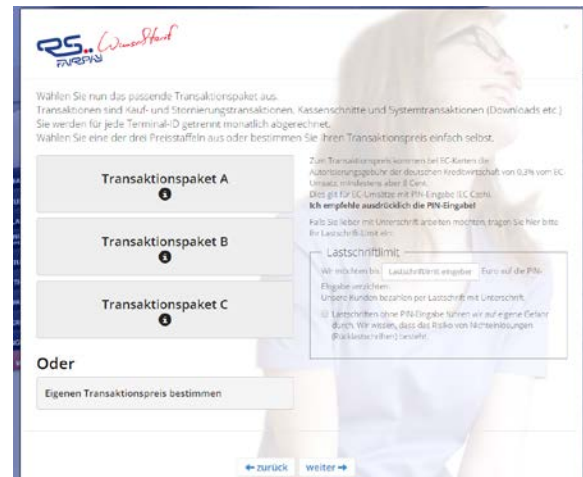 RS..
FAIRPAY
Wählen Sie nun das passende Transaktionspaket aus.
Transaktionen sind Kauf- und Stornierungstransaktionen, Kassenschnitte und Systemtransaktionen (Downloads etc.)
Sie werden für jede Terminal-ID getrennt monatlich abgerechnet.
Wählen Sie eine der drei Preisstaffeln aus oder bestimmen Sie Ihren Transaktionspreis einfach selbst.
Transaktionspaket A
Transaktionspaket B
Transaktionspaket C
Oder
Eigenen Transaktionspreis bestimmen
Zum Transaktionspreis kommen bei EC-Karten die
Autorisierungsgebühr der deutschen Kreditwirtschaft von 0,3% vom EC
Umsatz, mindestens aber 8 Cent.
Dies gilt für EC-Umsätze mit PIN-Eingabe (EC Cash).
Ich empfehle ausdrücklich die PIN-Eingabe!
Falls Sie lieber mit Unterschrift arbeiten möchten, tragen Sie hier bitte
Ihr Lastschrift-Limit ein:
Lastschriftlimit
Wir möchten bis Lastschriftlimit eingeben Euro auf die PIN-
Eingabe verzichten.
Unsere Kunden bezahlen per Lastschrift mit Unterschrift.
Lastschriften ohne PIN-Eingabe führen wir auf eigene Gefahr
durch. Wir wissen, dass das Risiko von Nichteinlösungen
(Rücklastschriften) besteht.
zurück weiter